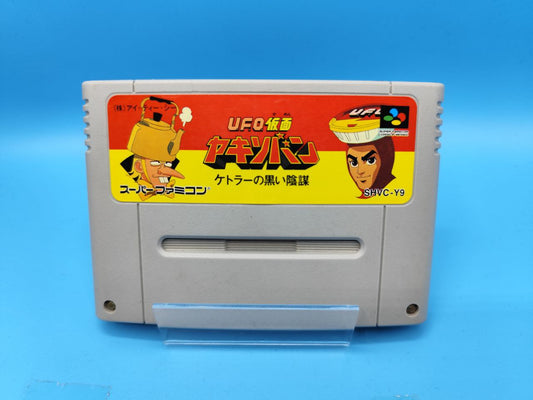 (株)アイ・ティー・シー
UFO仮面
ヤキソバン
ケトラーの黒い陰謀
スーパーファミコン
UFO
SHVC-Y9